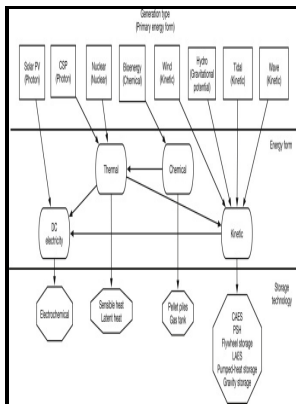 Generation type
(Primary energy form)
Solar PV
(Photon)
CSP
(Photon)
Nuclear
(Nuclear)
Bioenergy
(Chemical)
Wind
(Kinetic)
Hydro
(Gravitational
potential)
Tidal
(Kinetic)
Wave
(Kinetic)
Energy form
Thermal
Chemical
DC
electricity
Kinetic
Storage
technology
Electrochemical
Sensible heat
Latent heat
Pellet piles
Gas tank
CAES
PSH
Flywheel storage
LAES
Pumped-heat storage
Gravity storage